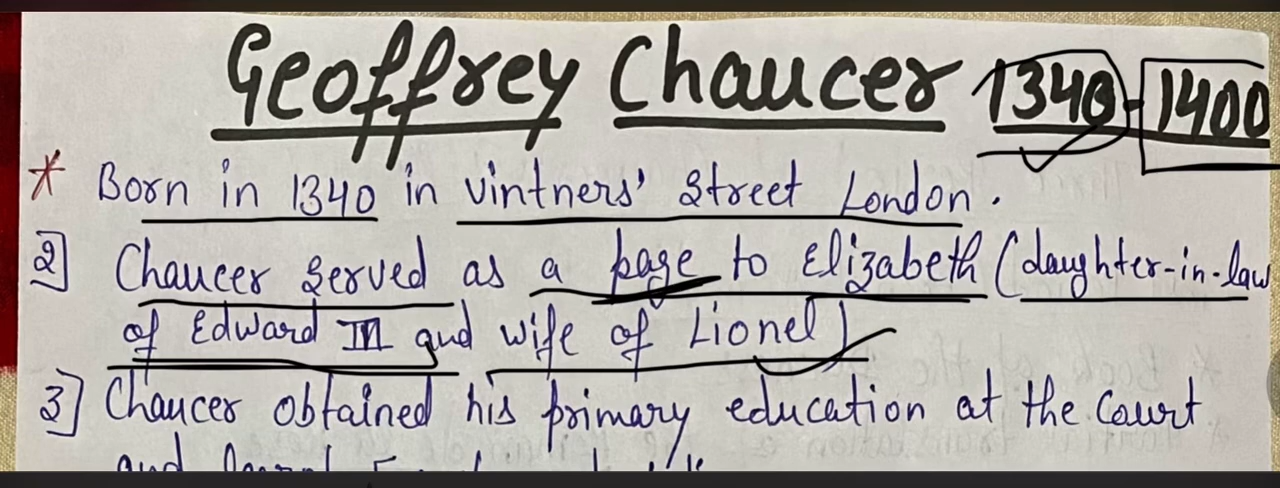 Geoffrey Chaucer 1340-1400
* Born in 1340 in vintners' Street London.
2] Chaucer Served as a page to Elizabeth (daughter-in-law
of Edward III and wife of Lionel)
3] Chaucer obtained his primary education at the Court
and